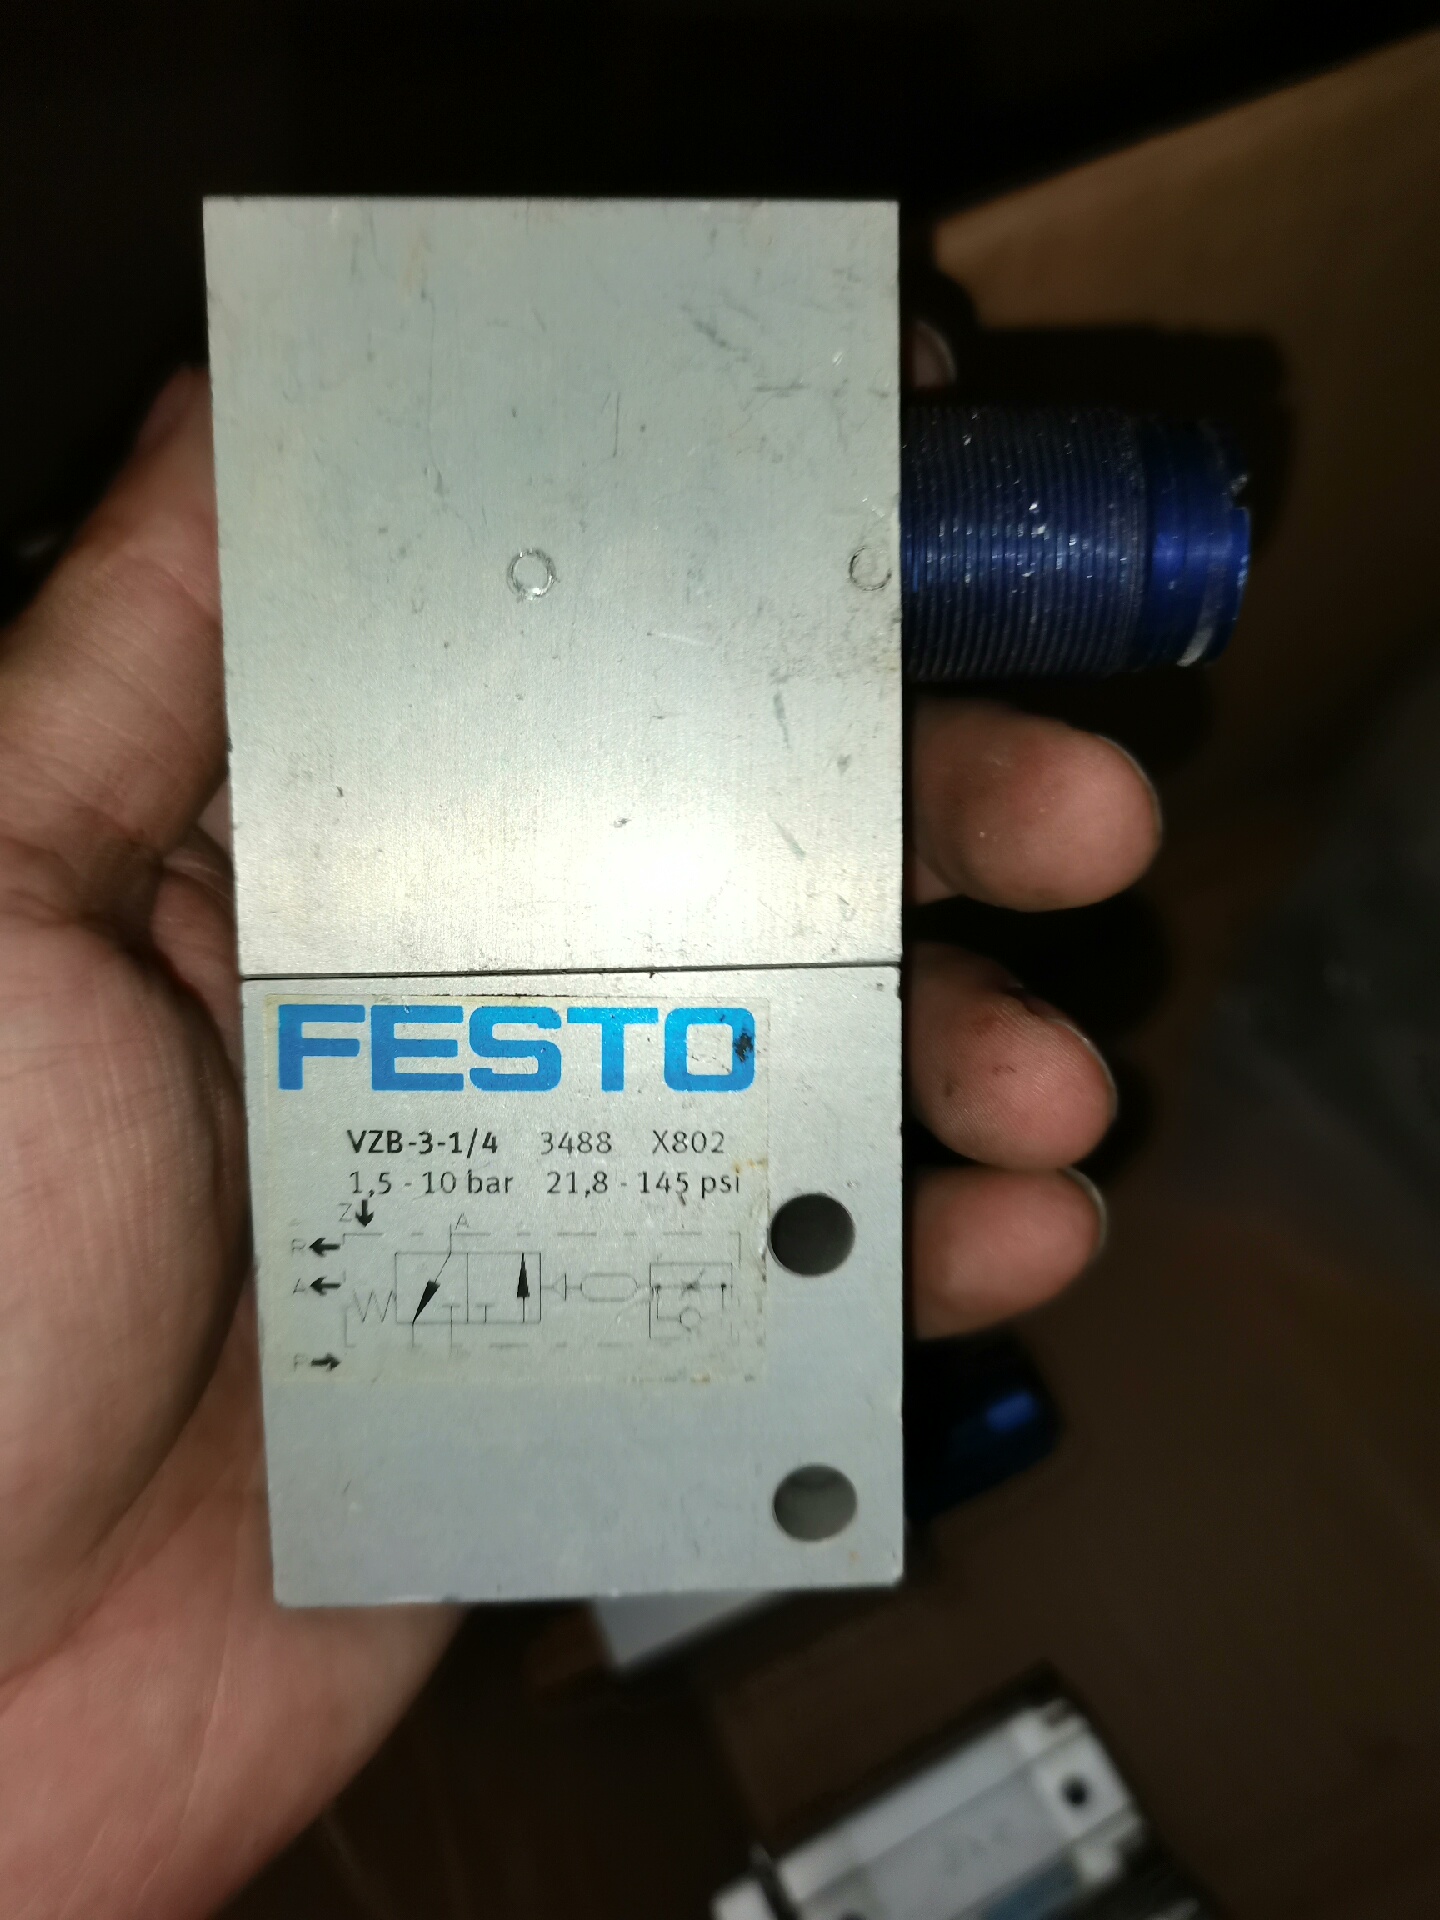 FESTO
VZB-3-1/4 3488 X802
1,5 - 10 bar 21,8 - 145 psi
Z A
R
A
P